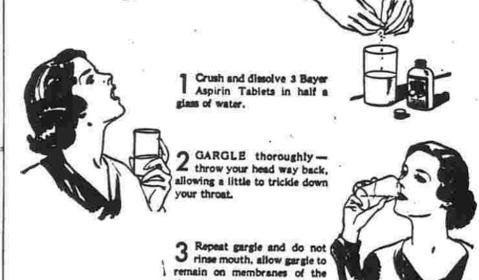 1 Crush and dissolve 3 Bayer
Aspirin Tablets in half a
glass of water.
2 GARGLE thoroughly—
throw your head way back,
allowing a little to trickle down
your throat.
3 Repeat gargle and do not
rinse mouth, allow gargle to
remain on membranes of the